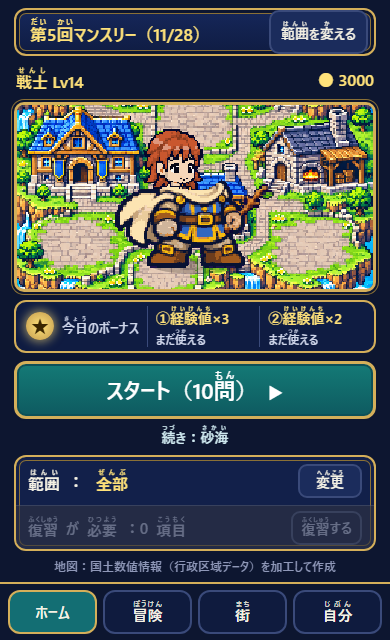 第5回マンスリー（11/28）
範囲を変える
戦士 Lv14
3000
今日のボーナス
①経験値×3
まだ使える
②経験値×2
まだ使える
スタート（10問） ▶
続き：砂海
範囲 ： 全部
変更
復習 が 必要 ：0 項目
復習する
地図：国土数値情報（行政区域データ）を加工して作成
ホーム
冒険
街
自分